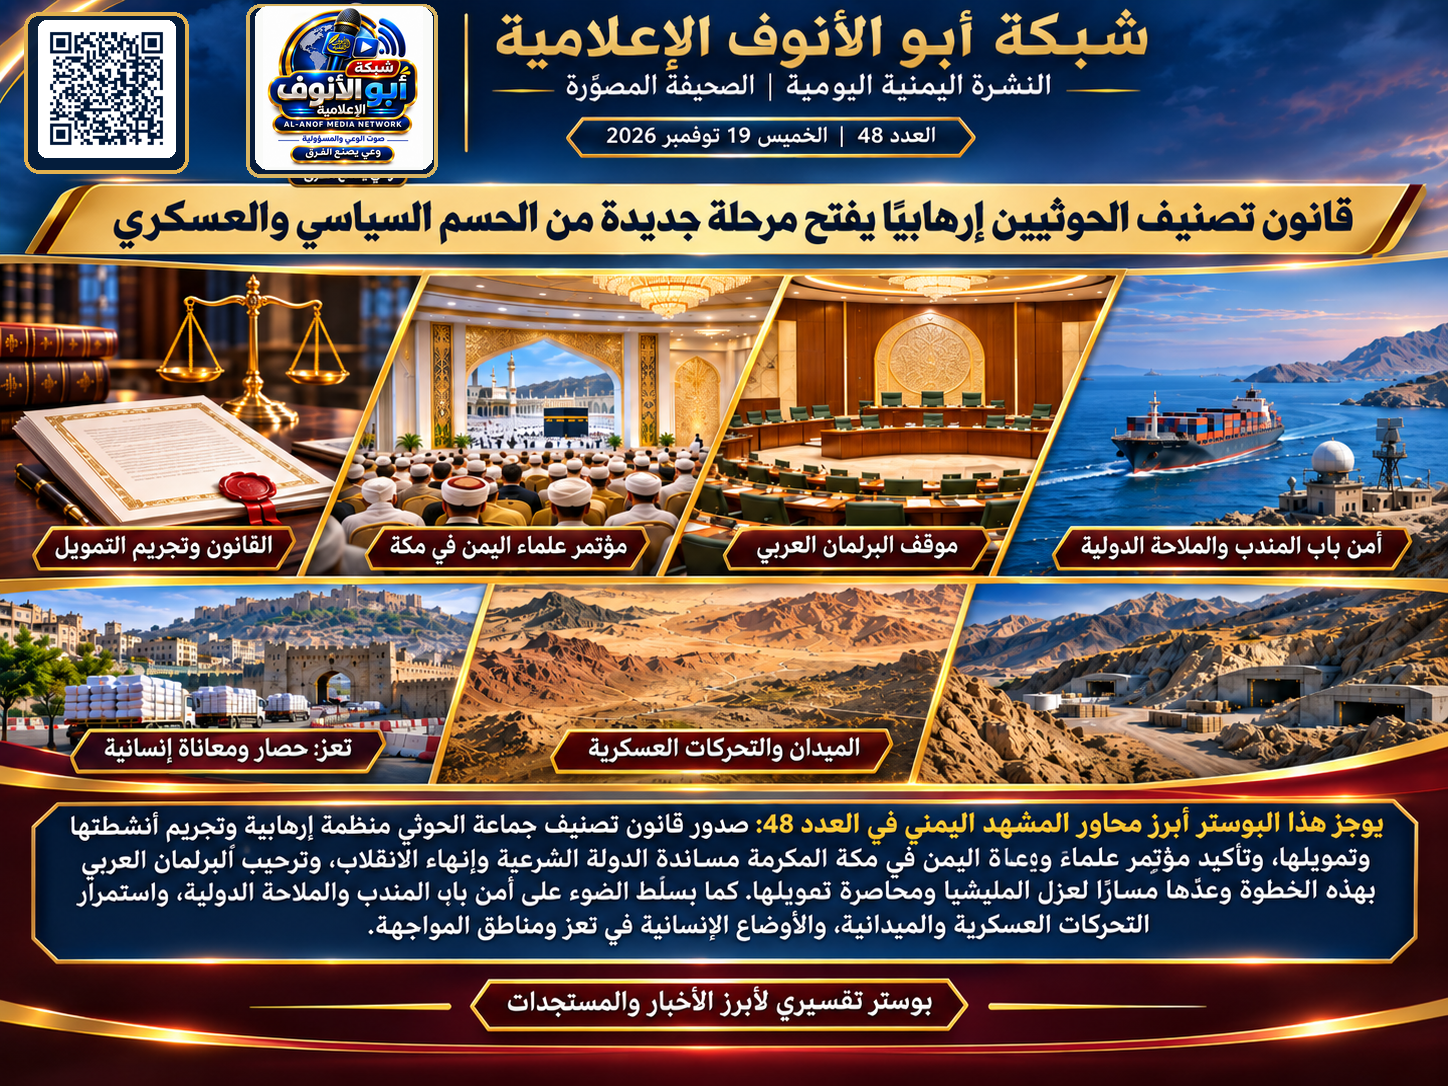 شبكة أبو الأنوف الإعلامية
النشرة اليمنية اليومية | الصحيفة المصوَّرة
العدد 48 | الخميس 19 نوفمبر 2026
شبكة
أبو الأنوف
الإعلامية
AL-ANOF MEDIA NETWORK
صوت الوعي والمسؤولية
وعي يصنع الفرق
قانون تصنيف الحوثيين إرهابيًا يفتح مرحلة جديدة من الحسم السياسي والعسكري
أمن باب المندب والملاحة الدولية
موقف البرلمان العربي
مؤتمر علماء اليمن في مكة
القانون وتجريم التمويل
الميدان والتحركات العسكرية
تعز: حصار ومعاناة إنسانية
يوجز هذا البوستر أبرز محاور المشهد اليمني في العدد 48: صدور قانون تصنيف جماعة الحوثي منظمة إرهابية وتجريم أنشطتها
وتمويلها، وتأكيد مؤتمر علماء ودعاة اليمن في مكة المكرمة مساندة الدولة الشرعية وإنهاء الانقلاب، وترحيب البرلمان العربي
بهذه الخطوة وعدّها مسارًا لعزل المليشيا ومحاصرة تمويلها. كما يسلّط الضوء على أمن باب المندب والملاحة الدولية، واستمرار
التحركات العسكرية والميدانية، والأوضاع الإنسانية في تعز ومناطق المواجهة.
بوستر تفسيري لأبرز الأخبار والمستجدات